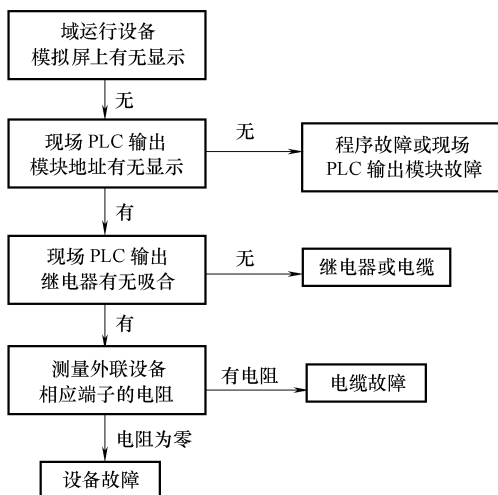 域运行设备
模拟屏上有无显示
无
现场 PLC 输出
模块地址有无显示
无
程序故障或现场
PLC 输出模块故障
有
现场 PLC 输出
继电器有无吸合
无
继电器或电缆
有
测量外联设备
相应端子的电阻
有电阻
电缆故障
电阻为零
设备故障